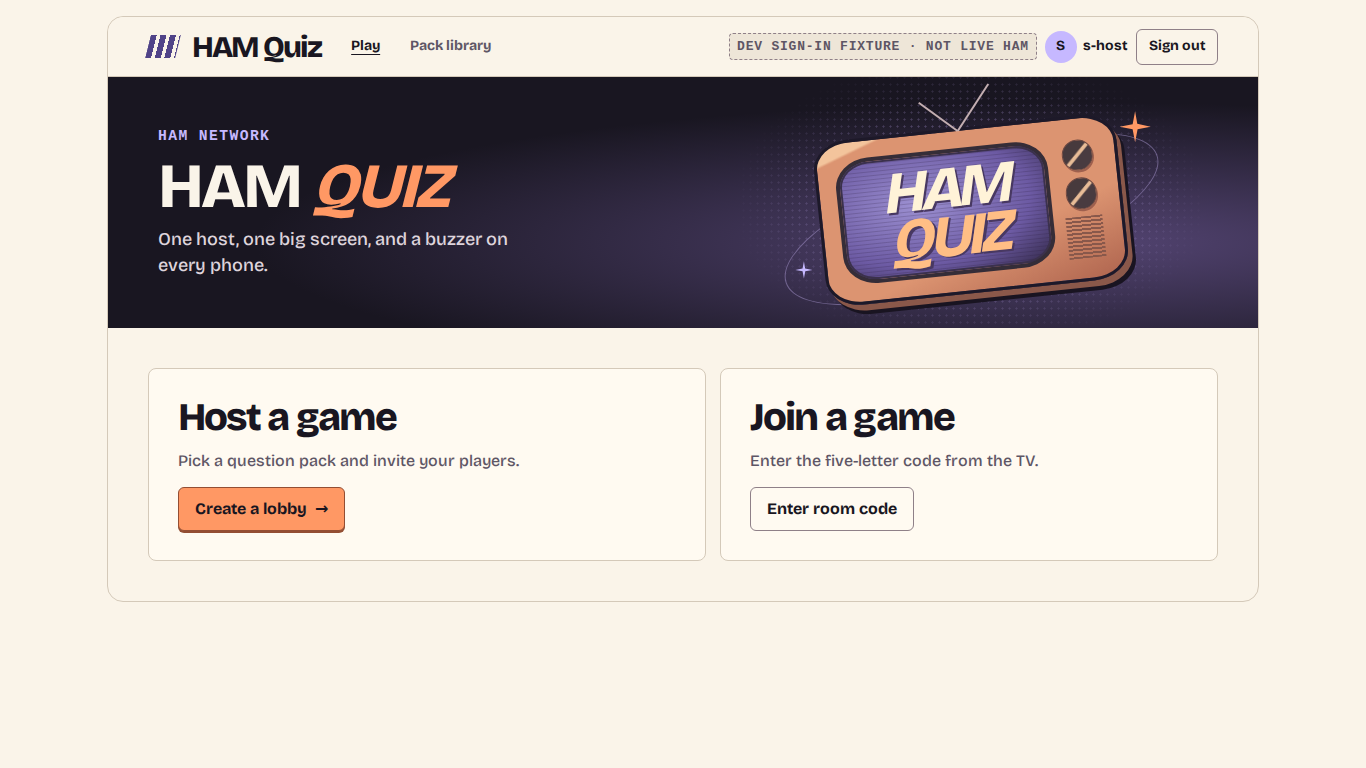 HAM Quiz
Play
Pack library
DEV SIGN-IN FIXTURE · NOT LIVE HAM
S
s-host
Sign out
HAM NETWORK
HAM QUIZ
One host, one big screen, and a buzzer on
every phone.
HAM
QUIZ
Host a game
Pick a question pack and invite your players.
Create a lobby →
Join a game
Enter the five-letter code from the TV.
Enter room code